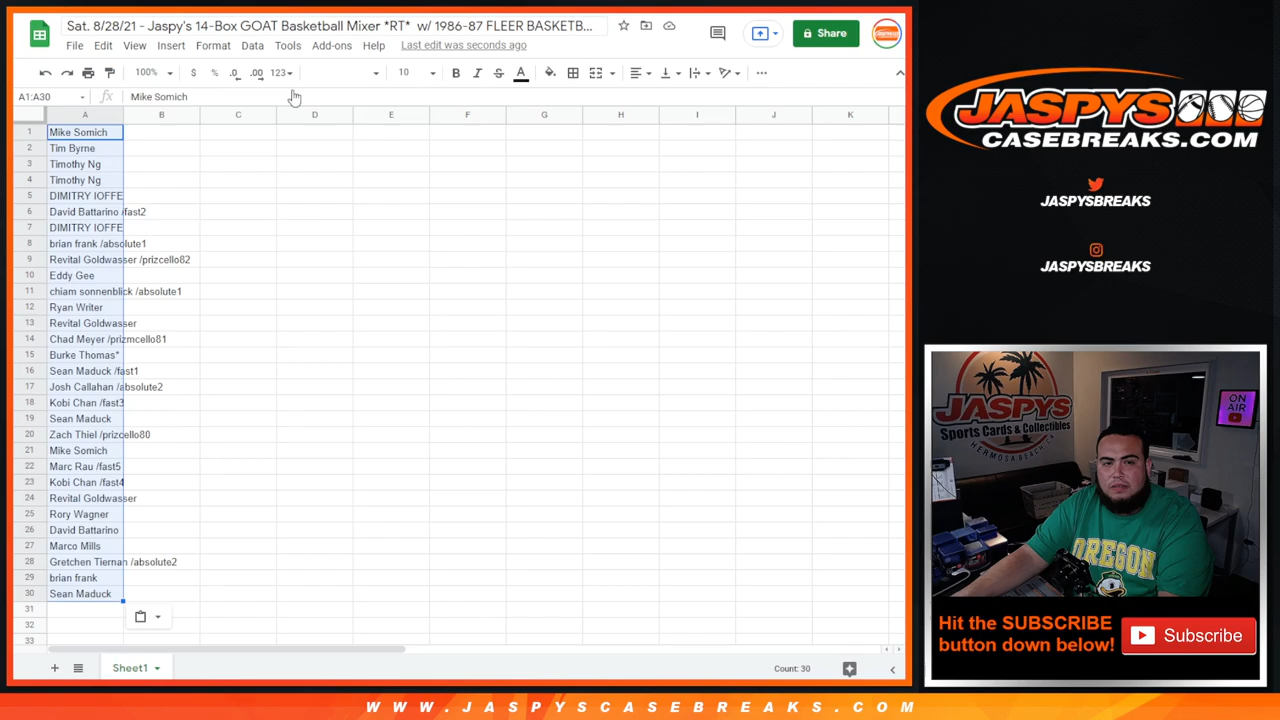 Sat. 8/28/21 - Jaspy's 14-Box GOAT Basketball Mixer *RT* w/ 1986-87 FLEER BASKETB...
File Edit View Insert Format Data Tools Add-ons Help Last edit was seconds ago
Share
100% $ % .0 .00 123 10 B I S A
A1:A30 fx Mike Somich
A B C D E F G H I J K
1 Mike Somich
2 Tim Byrne
3 Timothy Ng
4 Timothy Ng
5 DIMITRY IOFFE
6 David Battarino /fast2
7 DIMITRY IOFFE
8 brian frank /absolute1
9 Revital Goldwasser /prizcello82
10 Eddy Gee
11 chiam sonnenblick /absolute1
12 Ryan Writer
13 Revital Goldwasser
14 Chad Meyer /prizmcello81
15 Burke Thomas*
16 Sean Maduck /fast1
17 Josh Callahan /absolute2
18 Kobi Chan /fast3
19 Sean Maduck
20 Zach Thiel /prizcello80
21 Mike Somich
22 Marc Rau /fast5
23 Kobi Chan /fast4
24 Revital Goldwasser
25 Rory Wagner
26 David Battarino
27 Marco Mills
28 Gretchen Tiernan /absolute2
29 brian frank
30 Sean Maduck
31
32
33
Sheet1
Count: 30
JASPYS
CASEBREAKS.COM
JASPYSBREAKS
JASPYSBREAKS
JASPYS
Sports Cards & Collectibles
HERMOSA BEACH, CA
ON AIR
OREGON
Hit the SUBSCRIBE
button down below!
Subscribe
WWW.JASPYSCASEBREAKS.COM